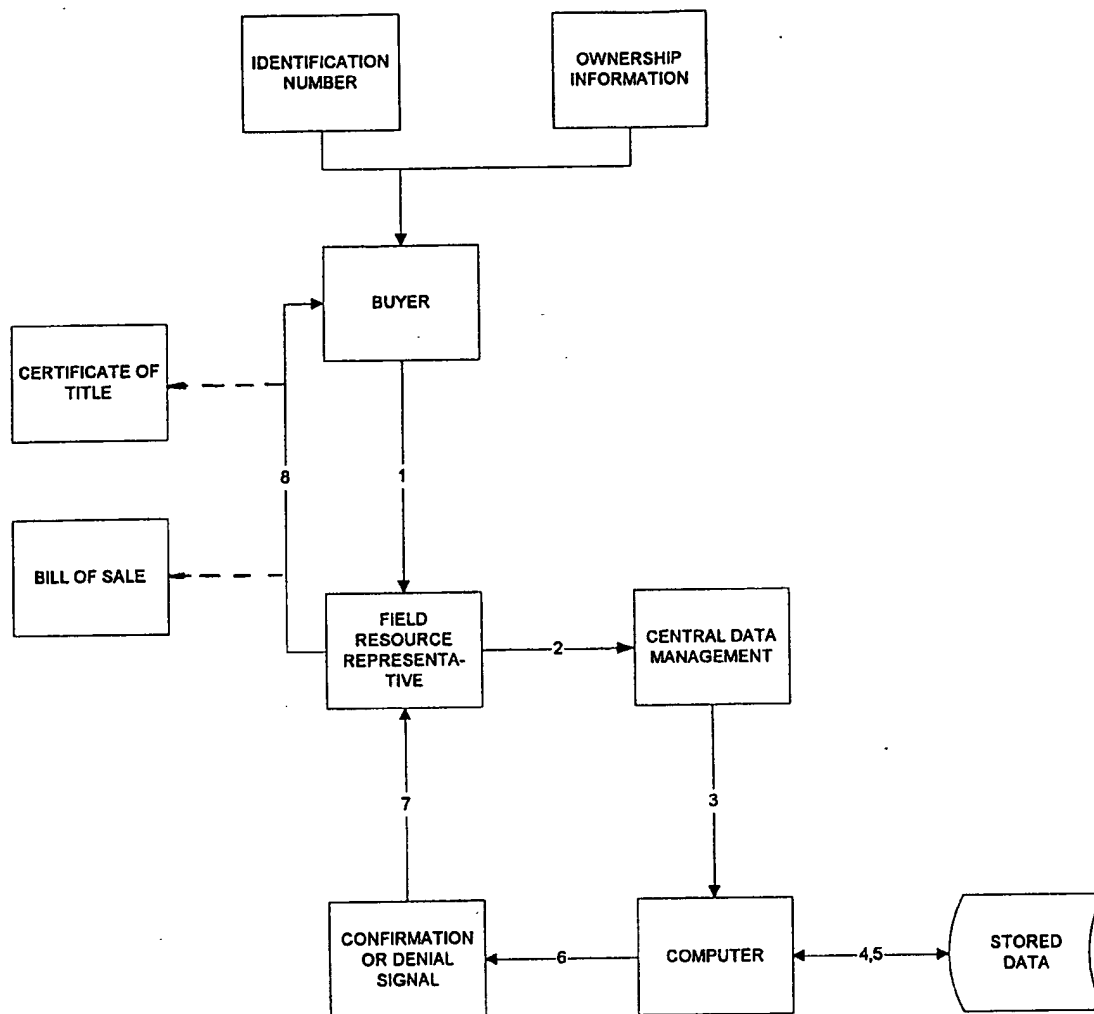 IDENTIFICATION
NUMBER
OWNERSHIP
INFORMATION
BUYER
CERTIFICATE OF
TITLE
8
1
BILL OF SALE
FIELD
RESOURCE
REPRESENTA-
TIVE
2
CENTRAL DATA
MANAGEMENT
7
3
CONFIRMATION
OR DENIAL
SIGNAL
6
COMPUTER
4,5
STORED
DATA